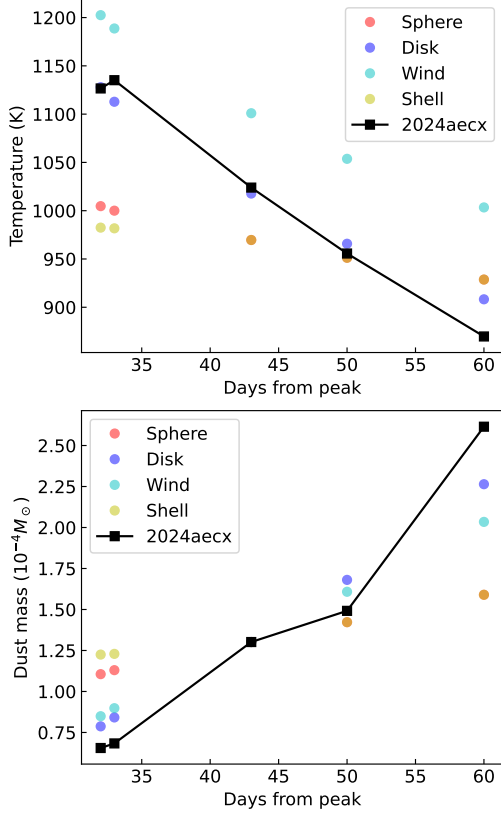 1200
1150
1100
1050
1000
950
900
Temperature (K)
Sphere
Disk
Wind
Shell
2024aecx
35 40 45 50 55 60
Days from peak
2.50
2.25
2.00
1.75
1.50
1.25
1.00
0.75
Dust mass (10⁻⁴M⊙)
Sphere
Disk
Wind
Shell
2024aecx
35 40 45 50 55 60
Days from peak